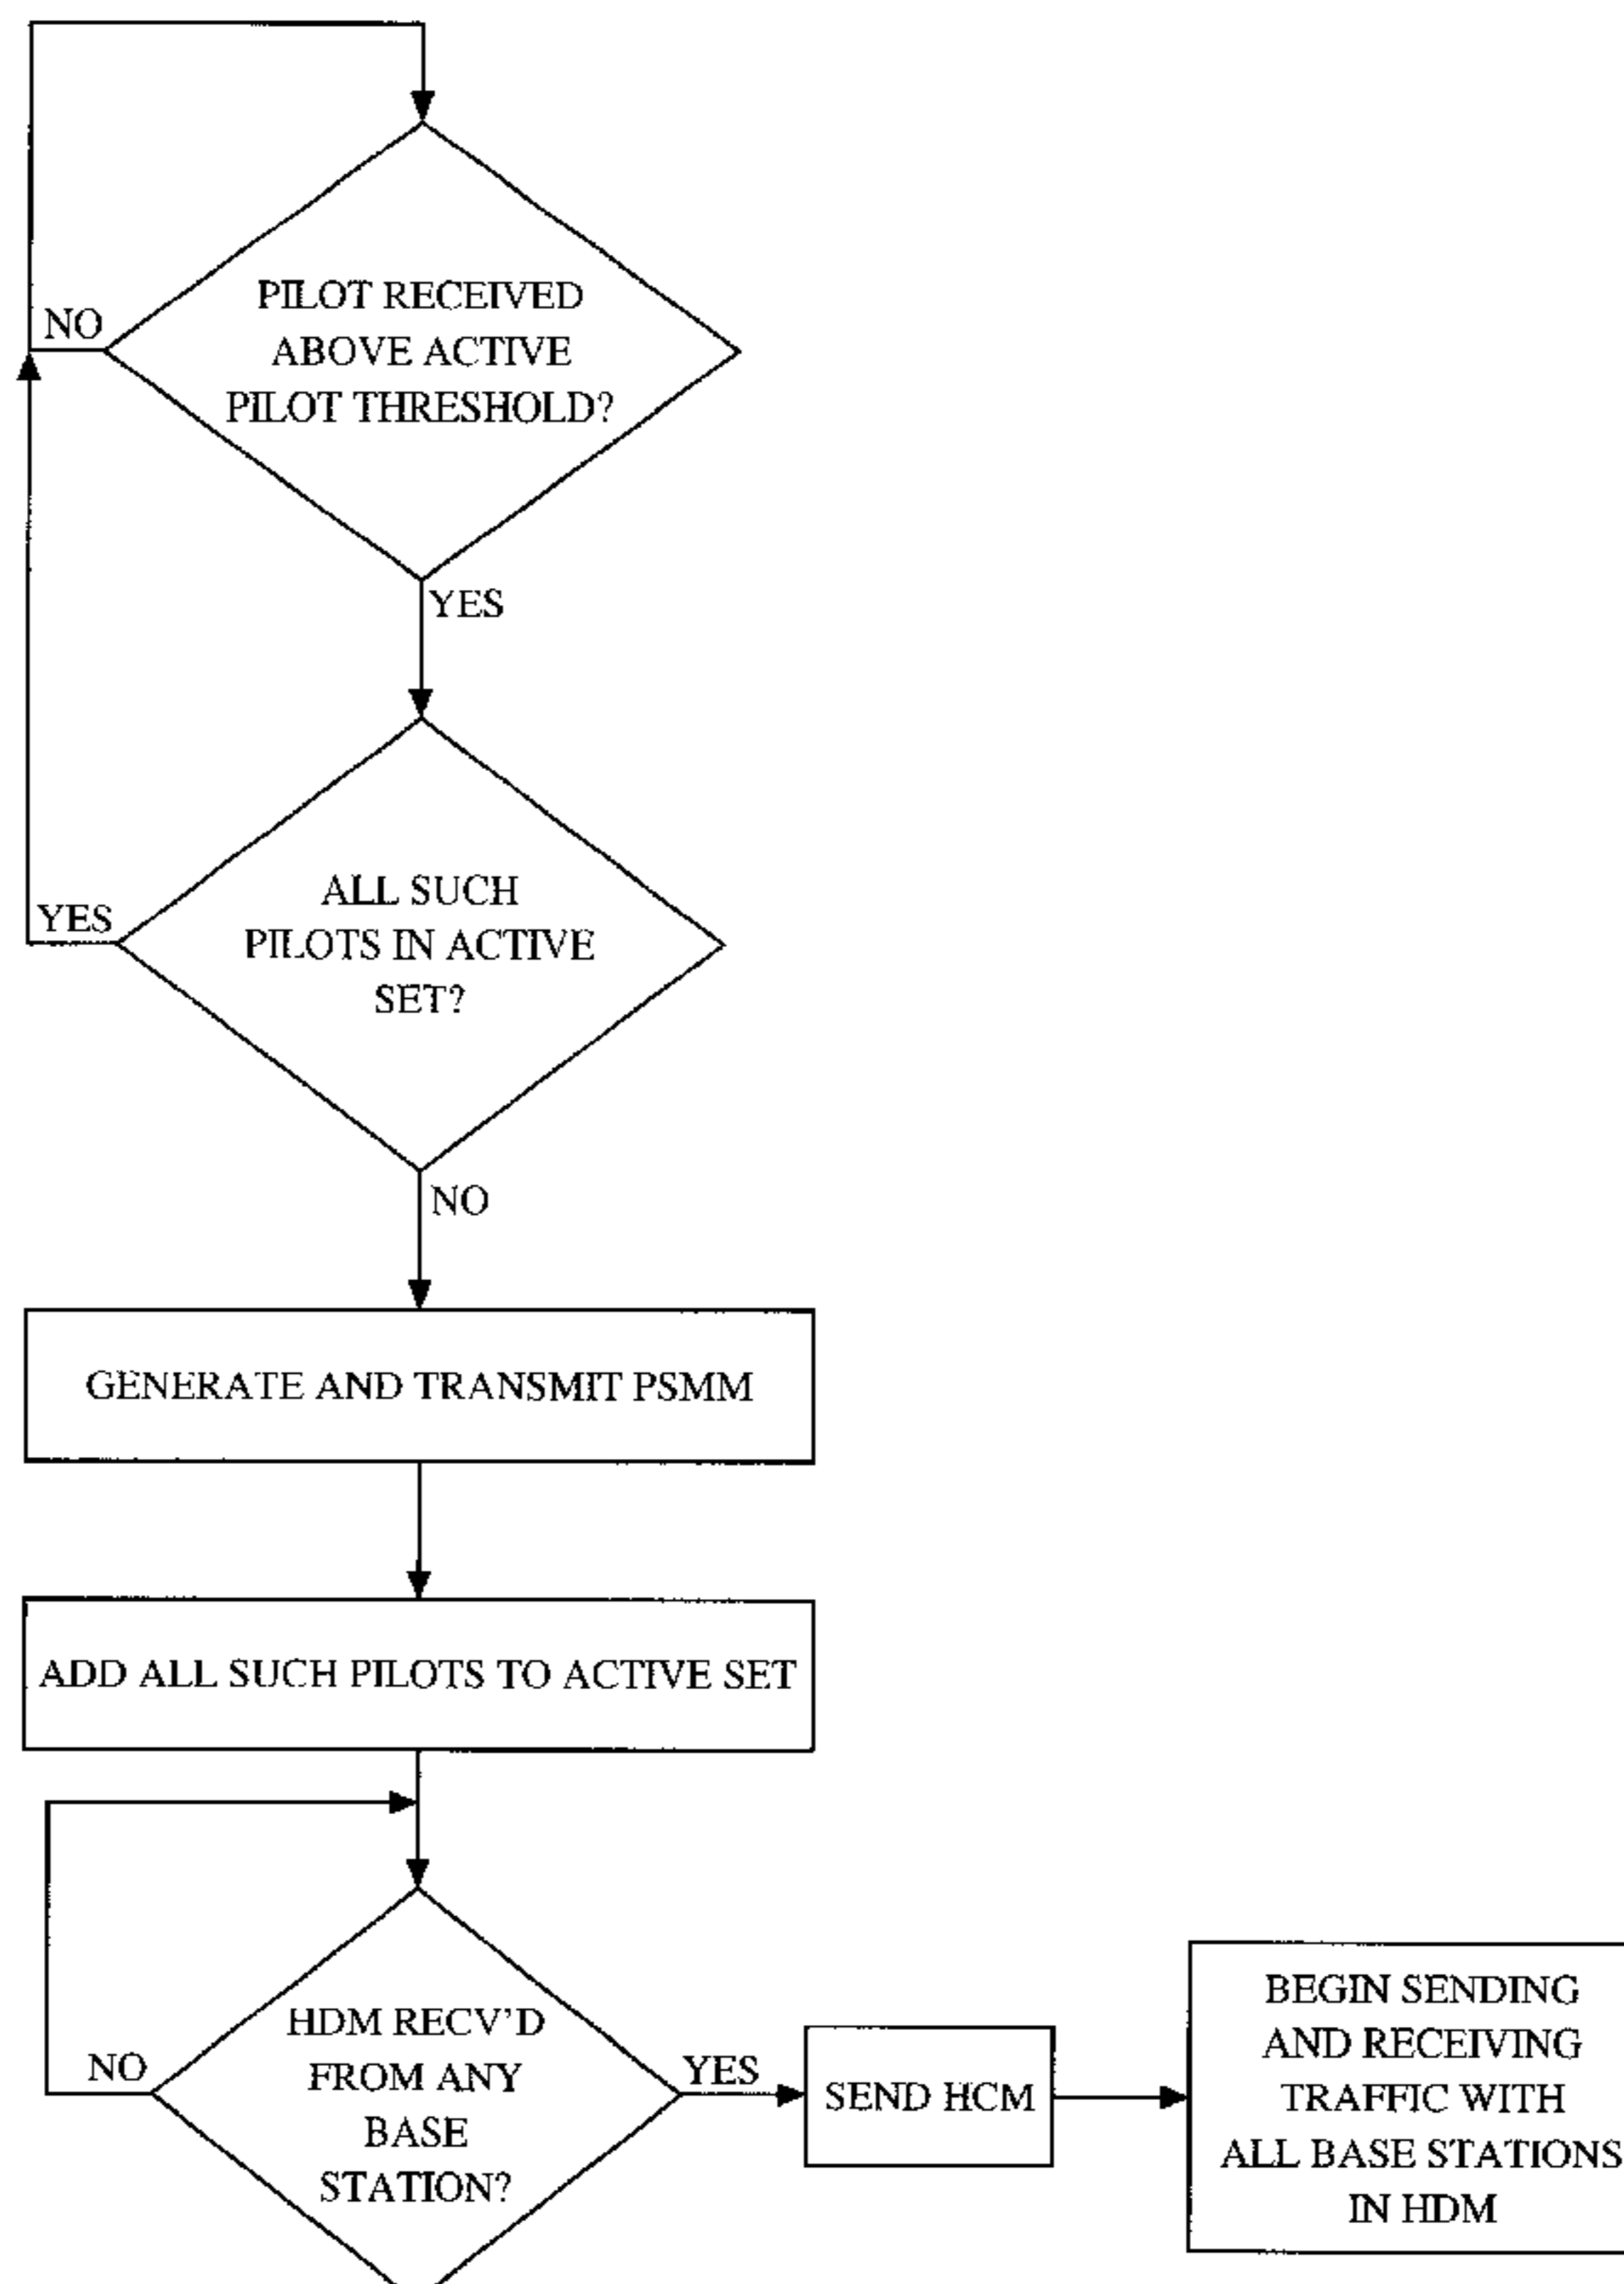 PILOT RECEIVED
ABOVE ACTIVE
PILOT THRESHOLD?
NO
YES
ALL SUCH
PILOTS IN ACTIVE
SET?
YES
NO
GENERATE AND TRANSMIT PSMM
ADD ALL SUCH PILOTS TO ACTIVE SET
HDM RECV'D
FROM ANY
BASE
STATION?
NO
YES
SEND HCM
BEGIN SENDING
AND RECEIVING
TRAFFIC WITH
ALL BASE STATIONS
IN HDM